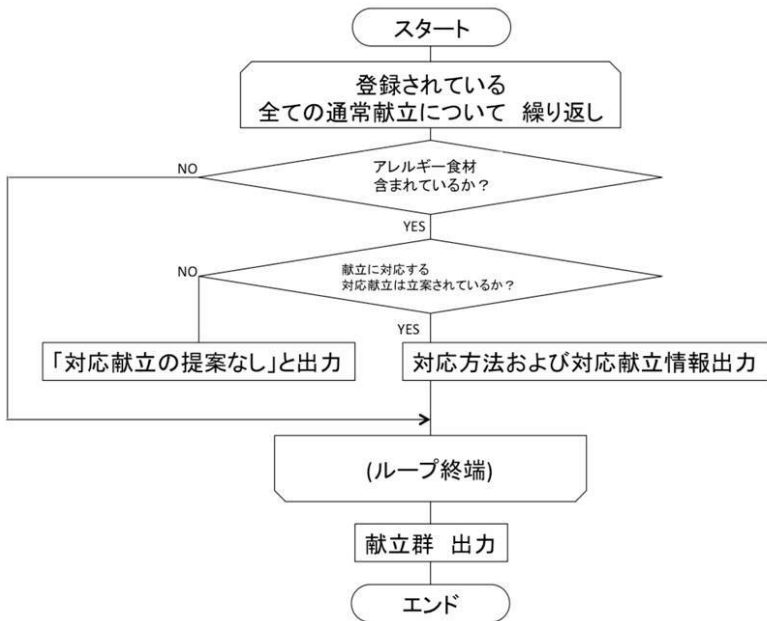 スタート
登録されている
全ての通常献立について 繰り返し
NO
アレルギー食材
含まれているか？
YES
NO
献立に対応する
対応献立は立案されているか？
YES
「対応献立の提案なし」と出力
対応方法および対応献立情報出力
(ループ終端)
献立群 出力
エンド